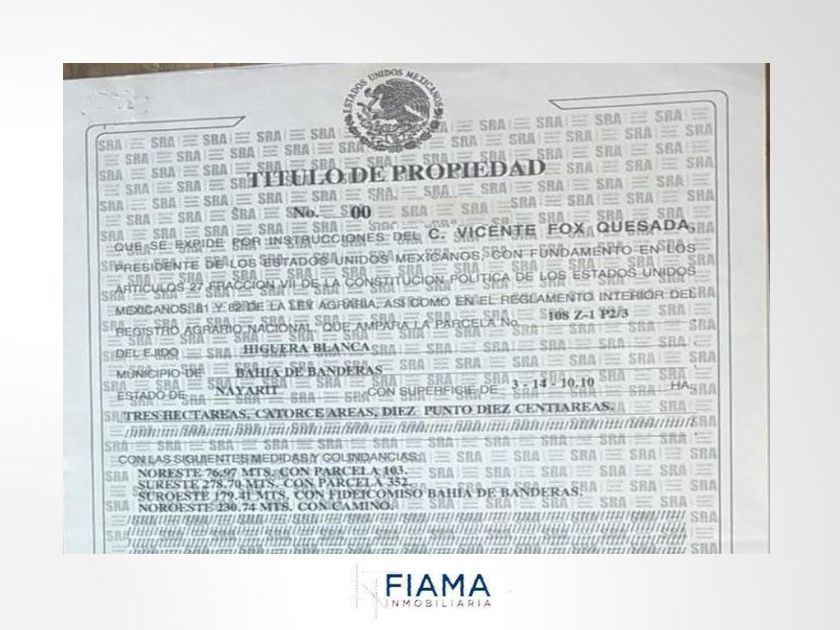 ESTADOS UNIDOS MEXICANOS
TITULO DE PROPIEDAD
No. 00
QUE SE EXPIDE POR INSTRUCCIONES DEL C. VICENTE FOX QUESADA,
PRESIDENTE DE LOS ESTADOS UNIDOS MEXICANOS, CON FUNDAMENTO EN LOS
ARTICULOS 27 FRACCION VII DE LA CONSTITUCION POLITICA DE LOS ESTADOS UNIDOS
MEXICANOS, 81 Y 82 DE LA LEY AGRARIA, ASI COMO EN EL REGLAMENTO INTERIOR DEL
REGISTRO AGRARIO NACIONAL, QUE AMPARA LA PARCELA No. 108 Z-1 P2/3
DEL EJIDO HIGUERA BLANCA
MUNICIPIO DE BAHIA DE BANDERAS
ESTADO DE NAYARIT CON SUPERFICIE DE 3 - 14 - 10.10 HA.
TRES HECTAREAS, CATORCE AREAS, DIEZ PUNTO DIEZ CENTIAREAS.
CON LAS SIGUIENTES MEDIDAS Y COLINDANCIAS:
NORESTE 76.97 MTS. CON PARCELA 103.
SURESTE 278.70 MTS. CON PARCELA 352.
SUROESTE 179.41 MTS. CON FIDEICOMISO BAHÍA DE BANDERAS.
NOROESTE 230.74 MTS. CON CAMINO.
FIAMA
INMOBILIARIA